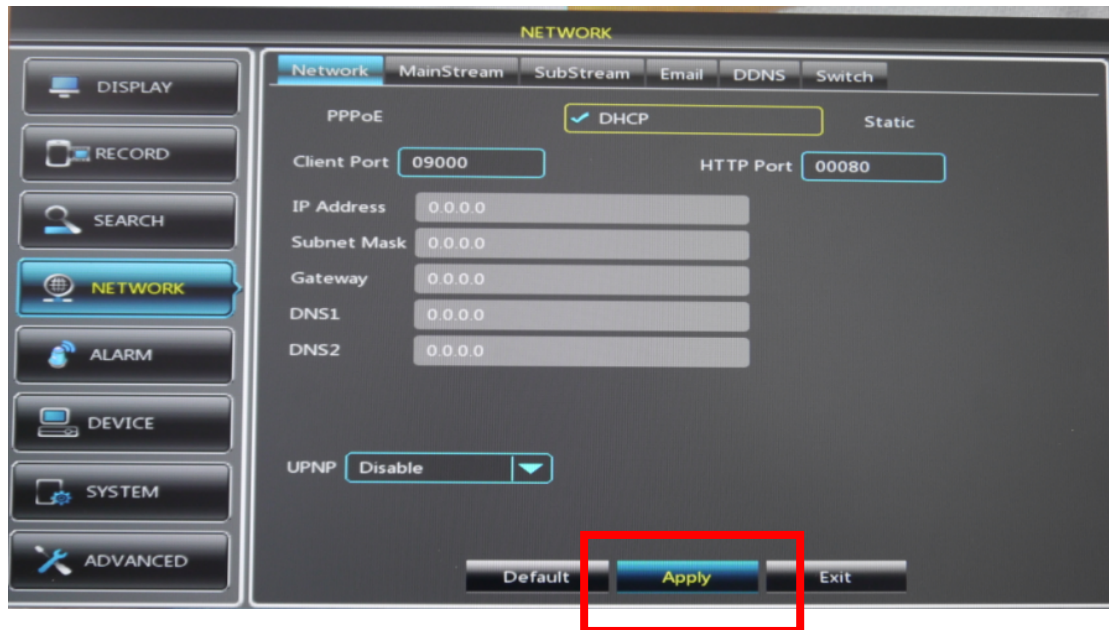 NETWORK
DISPLAY
RECORD
SEARCH
NETWORK
ALARM
DEVICE
SYSTEM
ADVANCED
Network MainStream SubStream Email DDNS Switch
PPPoE DHCP Static
Client Port 09000 HTTP Port 00080
IP Address 0.0.0.0
Subnet Mask 0.0.0.0
Gateway 0.0.0.0
DNS1 0.0.0.0
DNS2 0.0.0.0
UPNP Disable
Default Apply Exit